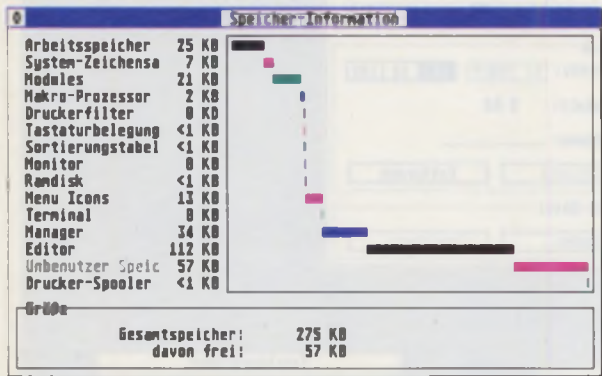 Speicher-Information
Arbeitsspeicher 25 KB
System-Zeichensa 7 KB
Modules 21 KB
Makro-Prozessor 2 KB
Druckerfilter 0 KB
Tastaturbelegung <1 KB
Sortierungstabel <1 KB
Monitor 0 KB
Ramdisk <1 KB
Menu Icons 13 KB
Terminal 0 KB
Manager 34 KB
Editor 112 KB
Unbenutzer Speic 57 KB
Drucker-Spooler <1 KB
Größe
Gesamtspeicher: 275 KB
davon frei: 57 KB